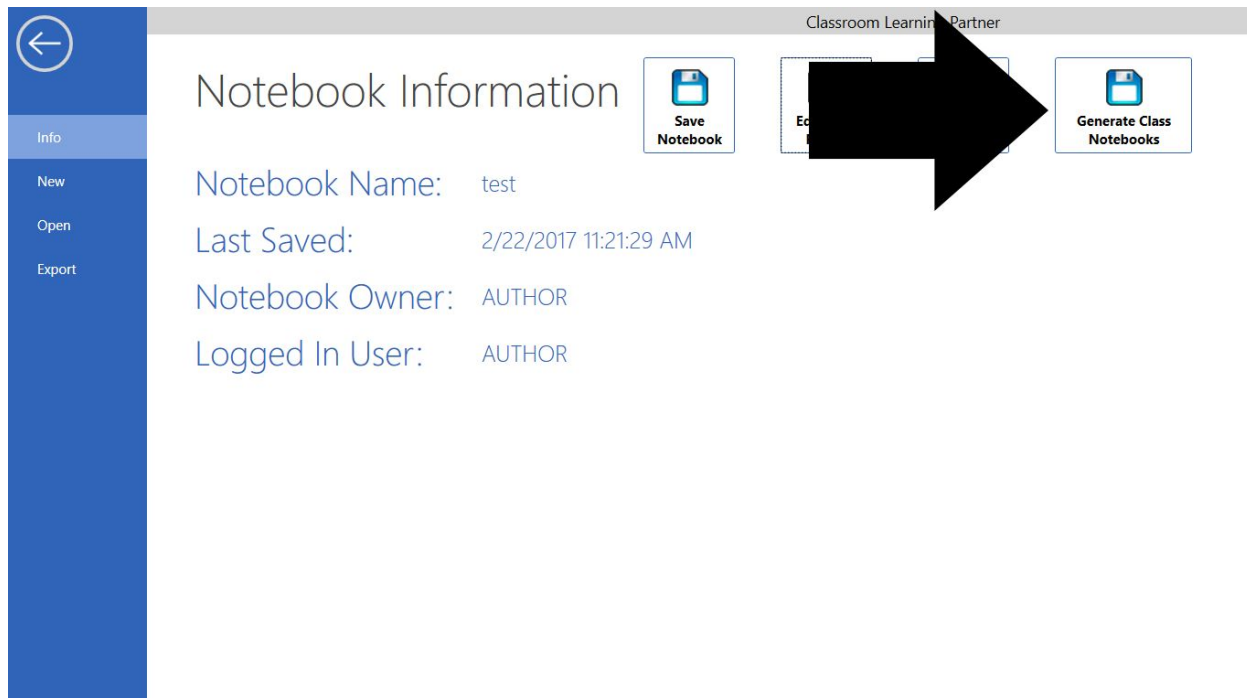 Classroom Learning Partner
Notebook Information
Save
Notebook
Generate Class
Notebooks
Info
New
Open
Export
Notebook Name: test
Last Saved: 2/22/2017 11:21:29 AM
Notebook Owner: AUTHOR
Logged In User: AUTHOR